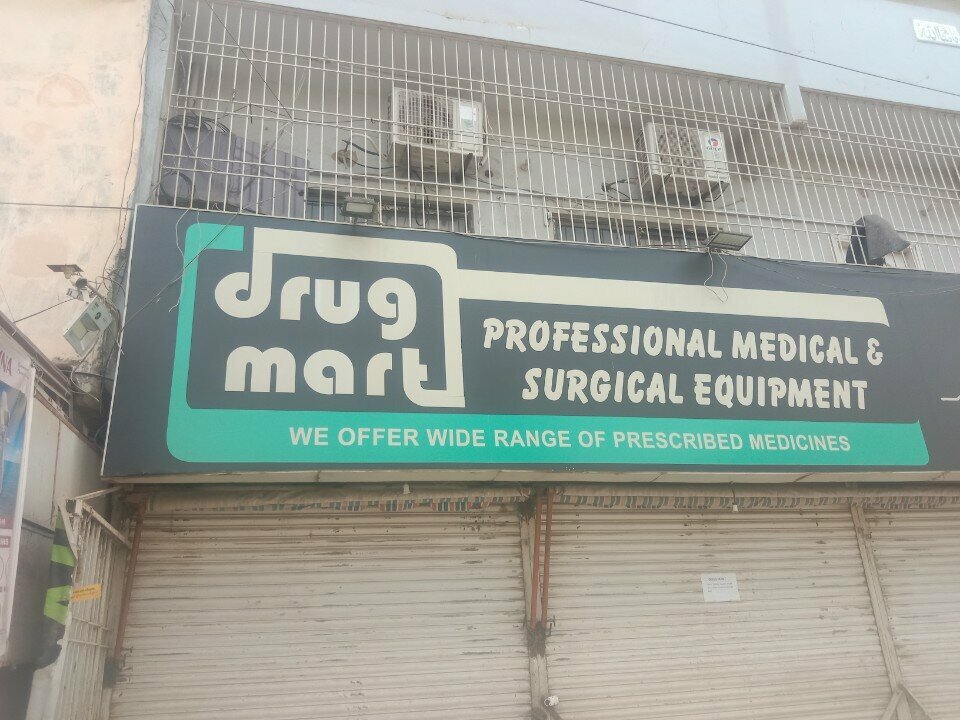 drug
mart
PROFESSIONAL MEDICAL &
SURGICAL EQUIPMENT
WE OFFER WIDE RANGE OF PRESCRIBED MEDICINES